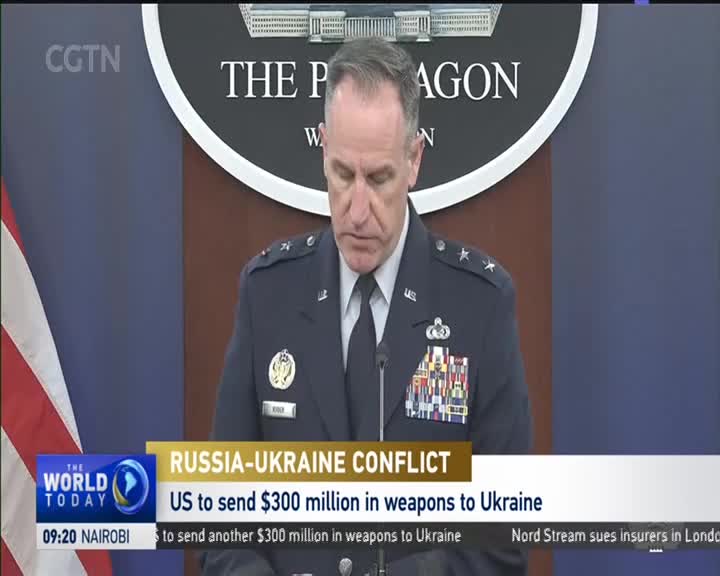 CGTN
THE P AGON
W N
U.S.
RYDER
RUSSIA-UKRAINE CONFLICT
US to send $300 million in weapons to Ukraine
THE
WORLD
TODAY
09:20 NAIROBI
S to send another $300 million in weapons to Ukraine Nord Stream sues insurers in Londo